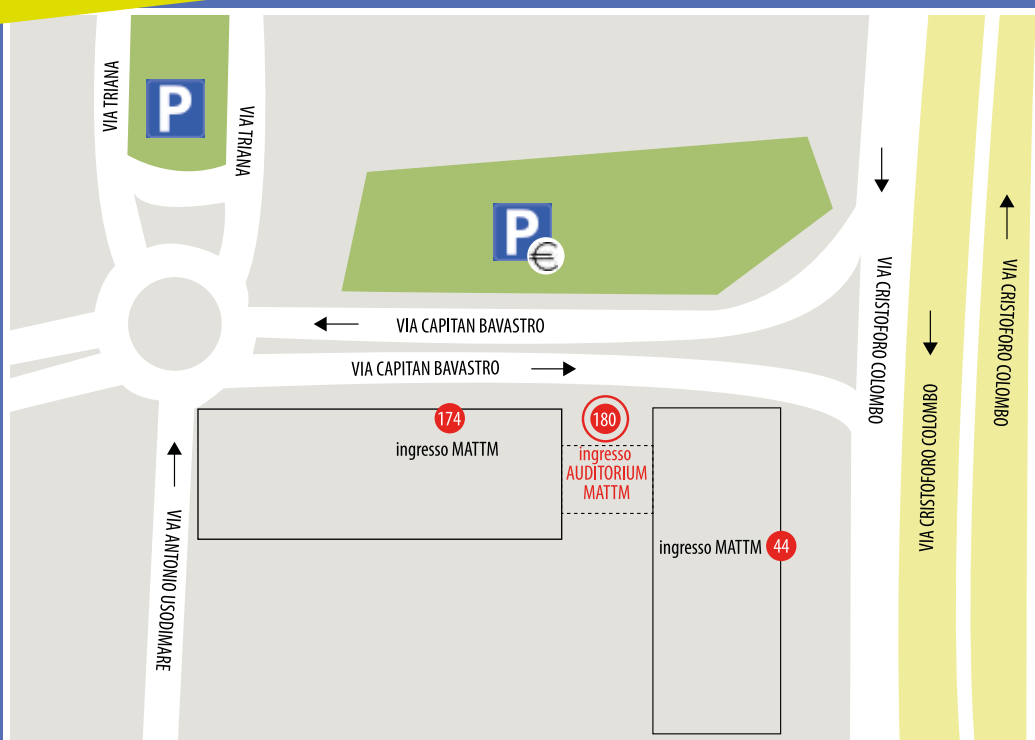 VIA TRIANA
P
VIA TRIANA
P
€
VIA CAPITAN BAVASTRO
VIA CAPITAN BAVASTRO
VIA CRISTOFORO COLOMBO
VIA CRISTOFORO COLOMBO
VIA CRISTOFORO COLOMBO
174
ingresso MATTM
180
ingresso
AUDITORIUM
MATTM
ingresso MATTM 44
VIA ANTONIO USODIMARE